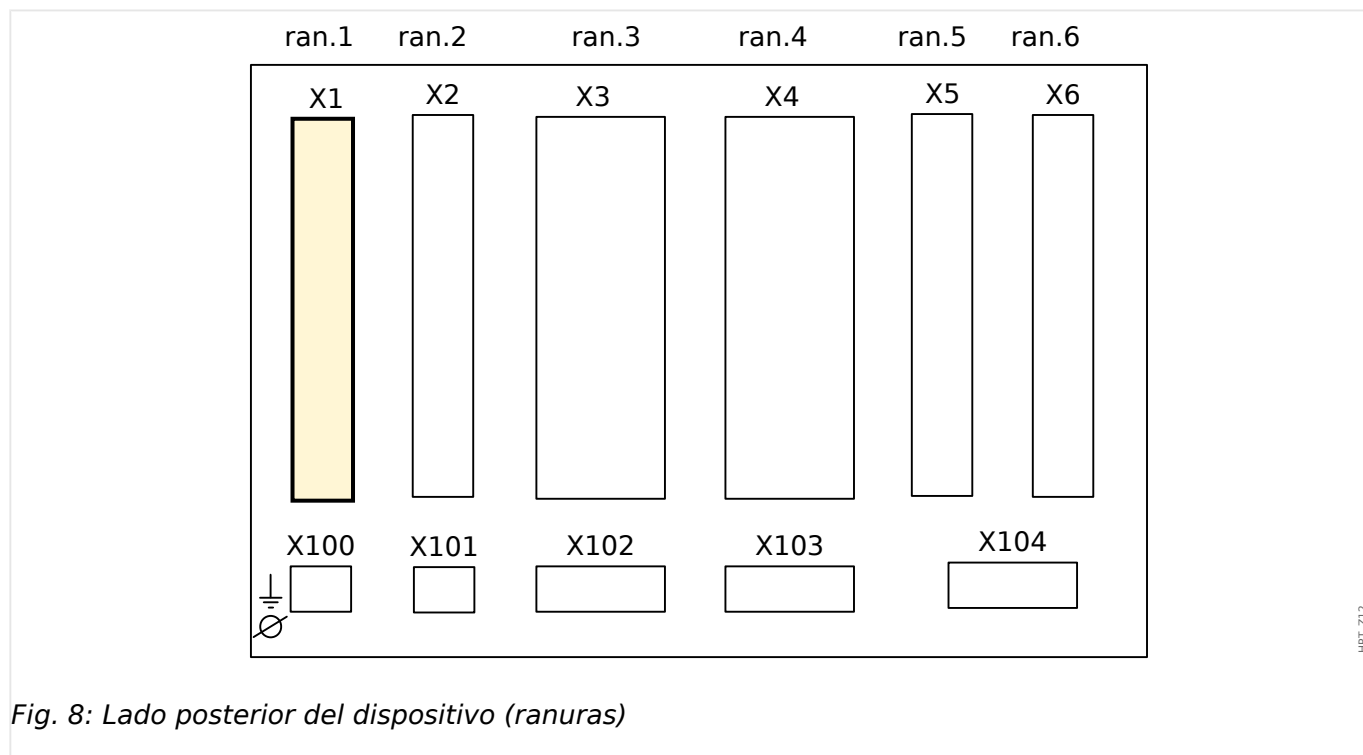 ran.1 ran.2 ran.3 ran.4 ran.5 ran.6
X1 X2 X3 X4 X5 X6
X100 X101 X102 X103 X104
Fig. 8: Lado posterior del dispositivo (ranuras)